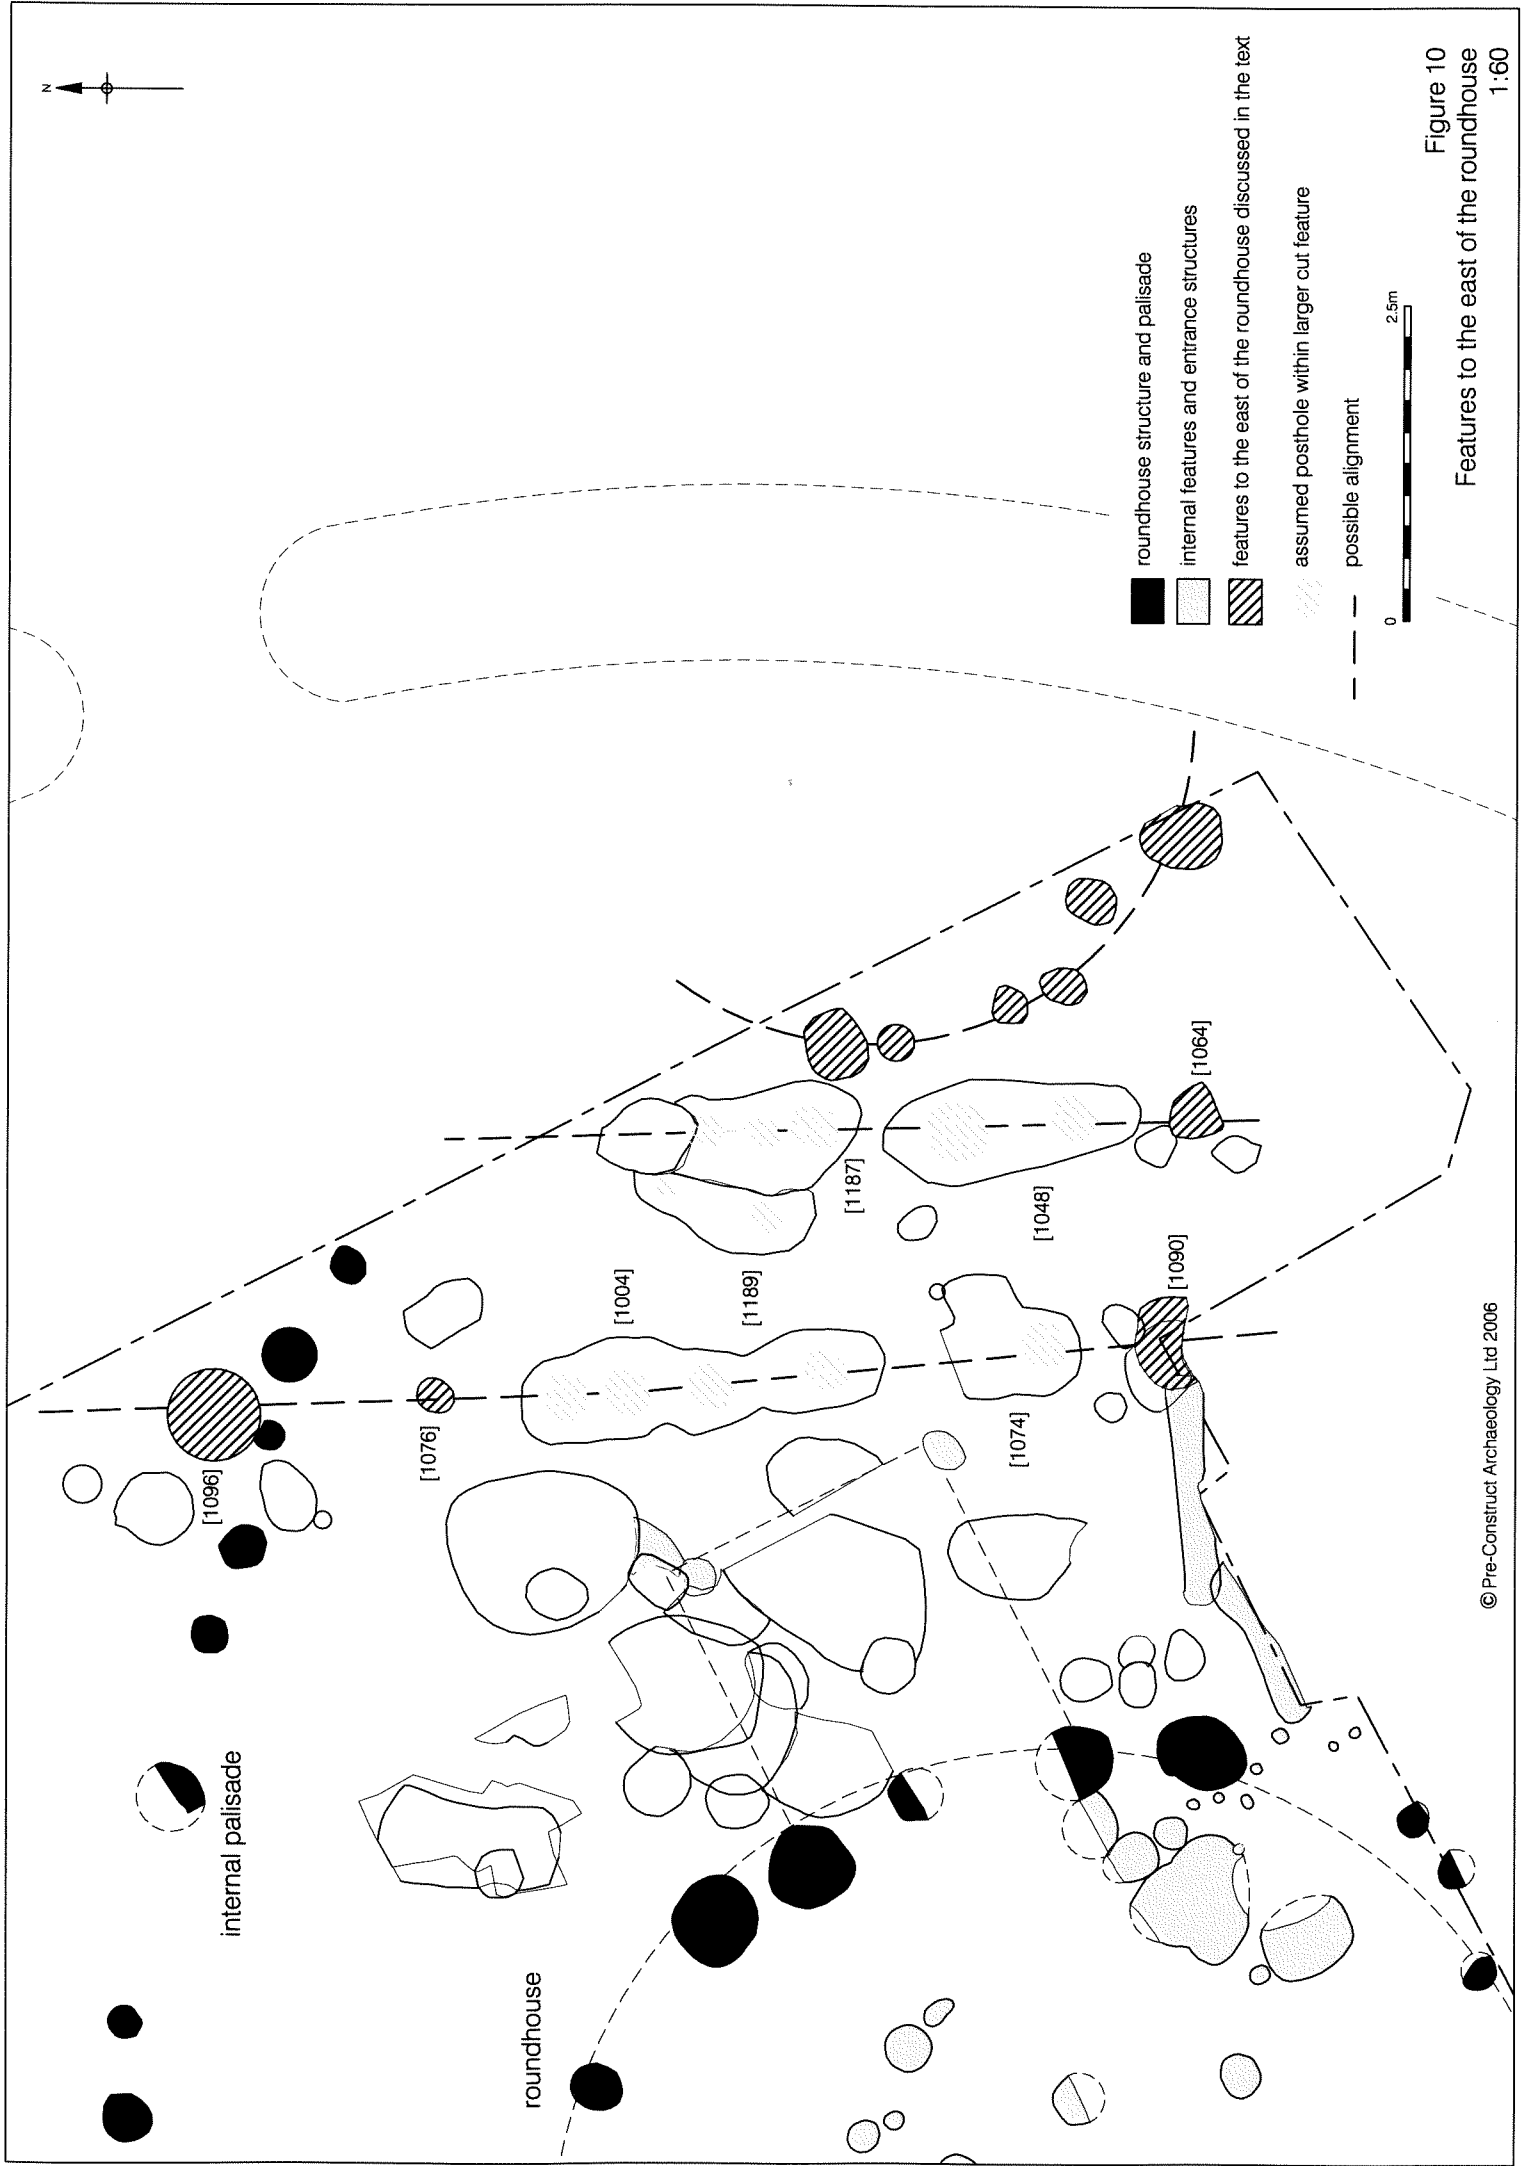 N
internal palisade
roundhouse
[1096]
[1076]
[1004]
[1189]
[1187]
[1048]
[1074]
[1090]
[1064]
roundhouse structure and palisade
internal features and entrance structures
features to the east of the roundhouse discussed in the text
assumed posthole within larger cut feature
possible alignment
0
2.5m
© Pre-Construct Archaeology Ltd 2006
Figure 10
Features to the east of the roundhouse
1:60